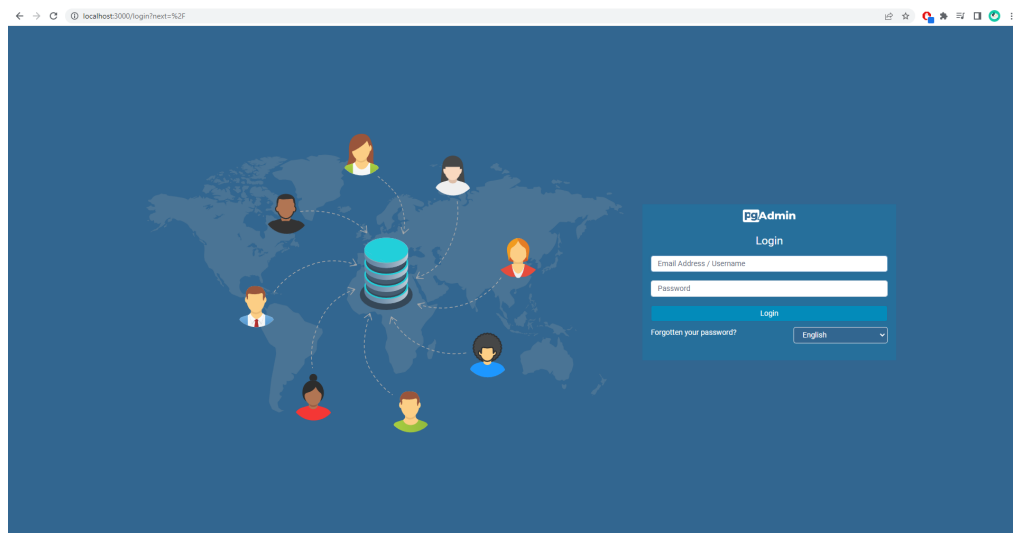 localhost:3000/login?next=%2F
pgAdmin
Login
Email Address / Username
Password
Login
Forgotten your password?
English